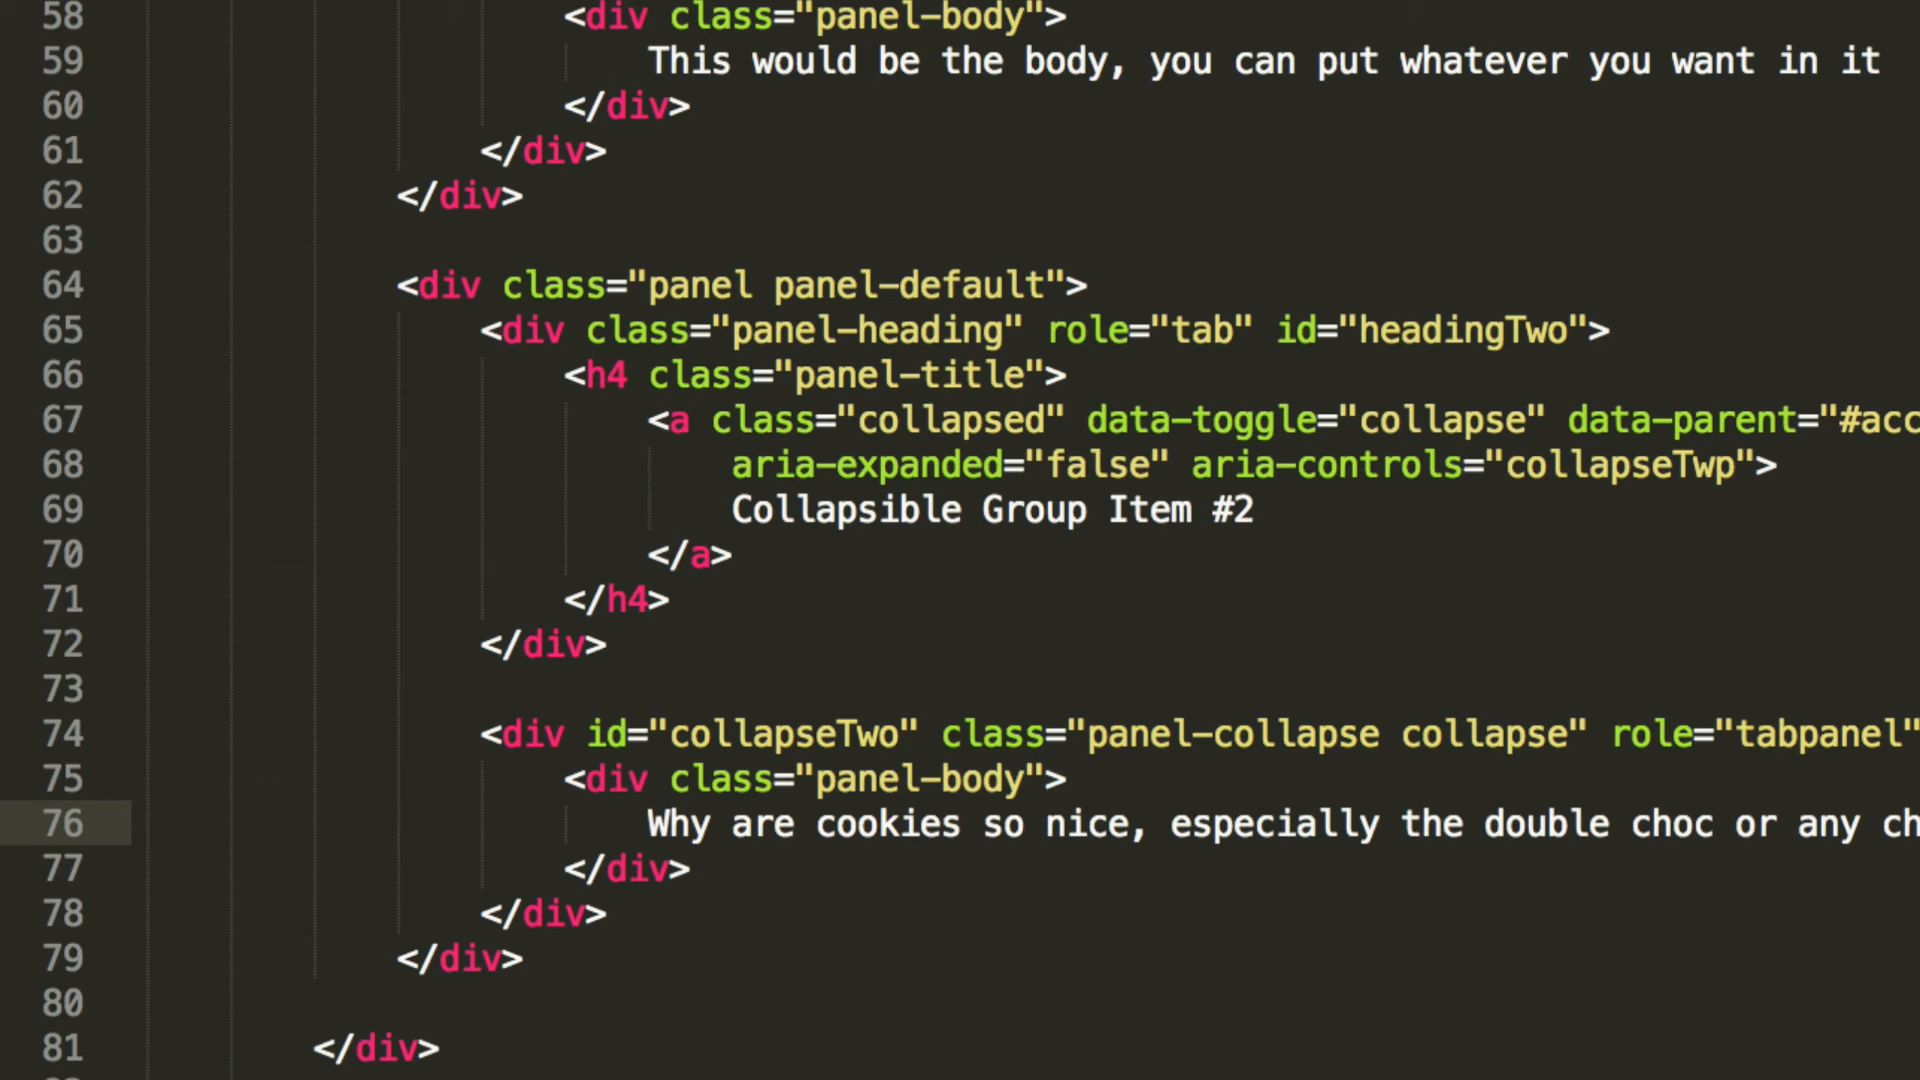 58 <div class="panel-body">
59 This would be the body, you can put whatever you want in it
60 </div>
61 </div>
62 </div>
63
64 <div class="panel panel-default">
65 <div class="panel-heading" role="tab" id="headingTwo">
66 <h4 class="panel-title">
67 <a class="collapsed" data-toggle="collapse" data-parent="#acc
68 aria-expanded="false" aria-controls="collapseTwp">
69 Collapsible Group Item #2
70 </a>
71 </h4>
72 </div>
73
74 <div id="collapseTwo" class="panel-collapse collapse" role="tabpanel"
75 <div class="panel-body">
76 Why are cookies so nice, especially the double choc or any ch
77 </div>
78 </div>
79 </div>
80
81 </div>